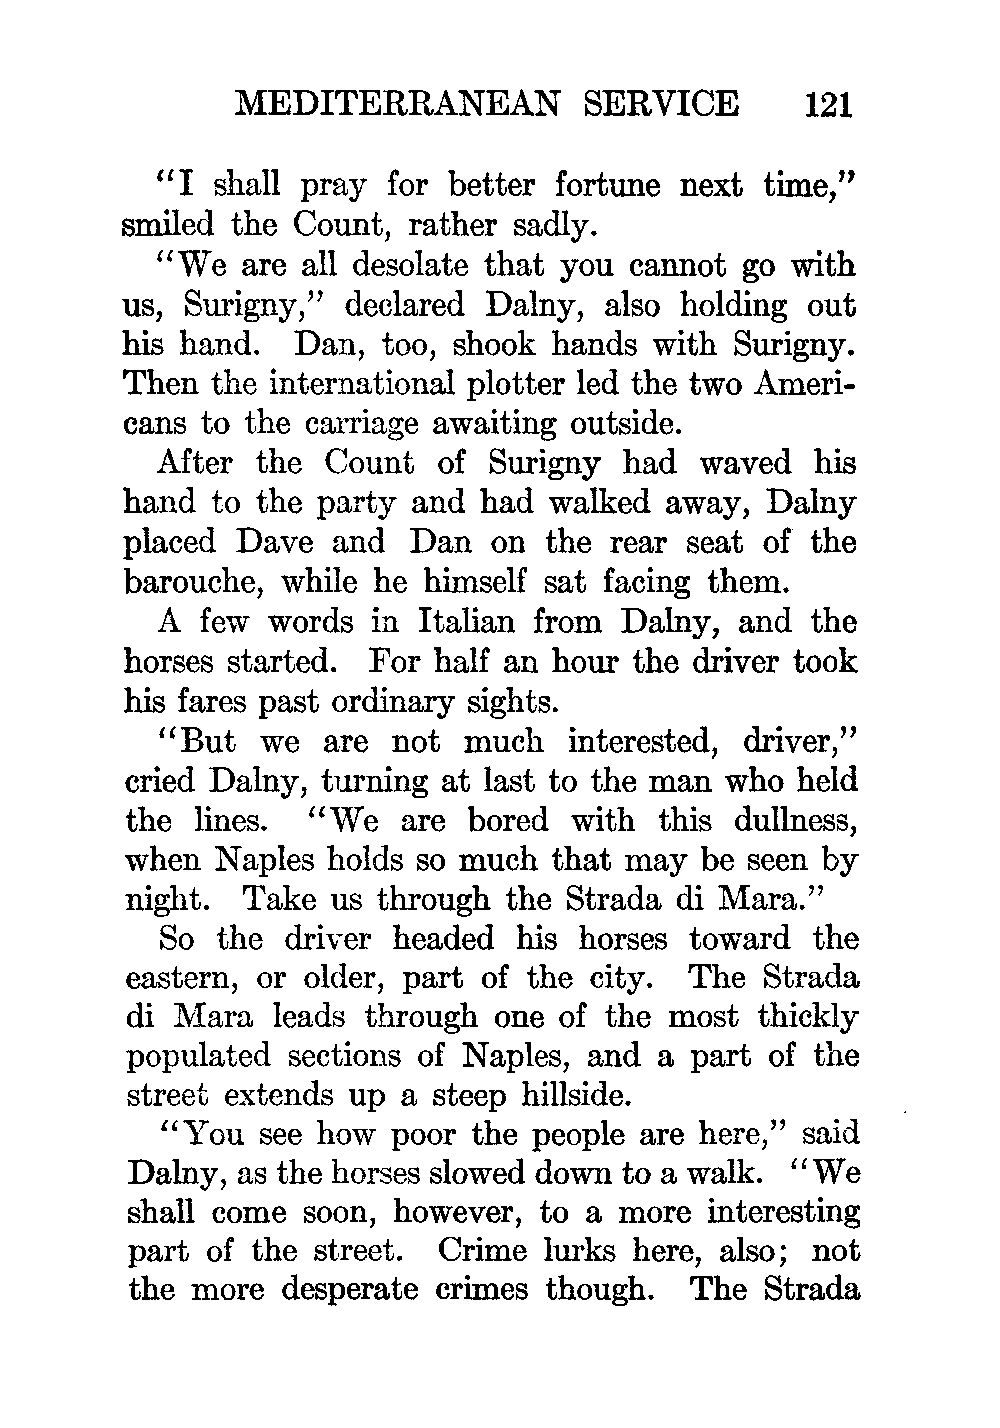 MEDITERRANEAN SERVICE 121
"I shall pray for better fortune next time,"
smiled the Count, rather sadly.
"We are all desolate that you cannot go with
us, Surigny," declared Dalny, also holding out
his hand. Dan, too, shook hands with Surigny.
Then the international plotter led the two Ameri-
cans to the carriage awaiting outside.
After the Count of Surigny had waved his
hand to the party and had walked away, Dalny
placed Dave and Dan on the rear seat of the
barouche, while he himself sat facing them.
A few words in Italian from Dalny, and the
horses started. For half an hour the driver took
his fares past ordinary sights.
"But we are not much interested, driver,"
cried Dalny, turning at last to the man who held
the lines. "We are bored with this dullness,
when Naples holds so much that may be seen by
night. Take us through the Strada di Mara."
So the driver headed his horses toward the
eastern, or older, part of the city. The Strada
di Mara leads through one of the most thickly
populated sections of Naples, and a part of the
street extends up a steep hillside.
"You see how poor the people are here," said
Dalny, as the horses slowed down to a walk. "We
shall come soon, however, to a more interesting
part of the street. Crime lurks here, also; not
the more desperate crimes though. The Strada